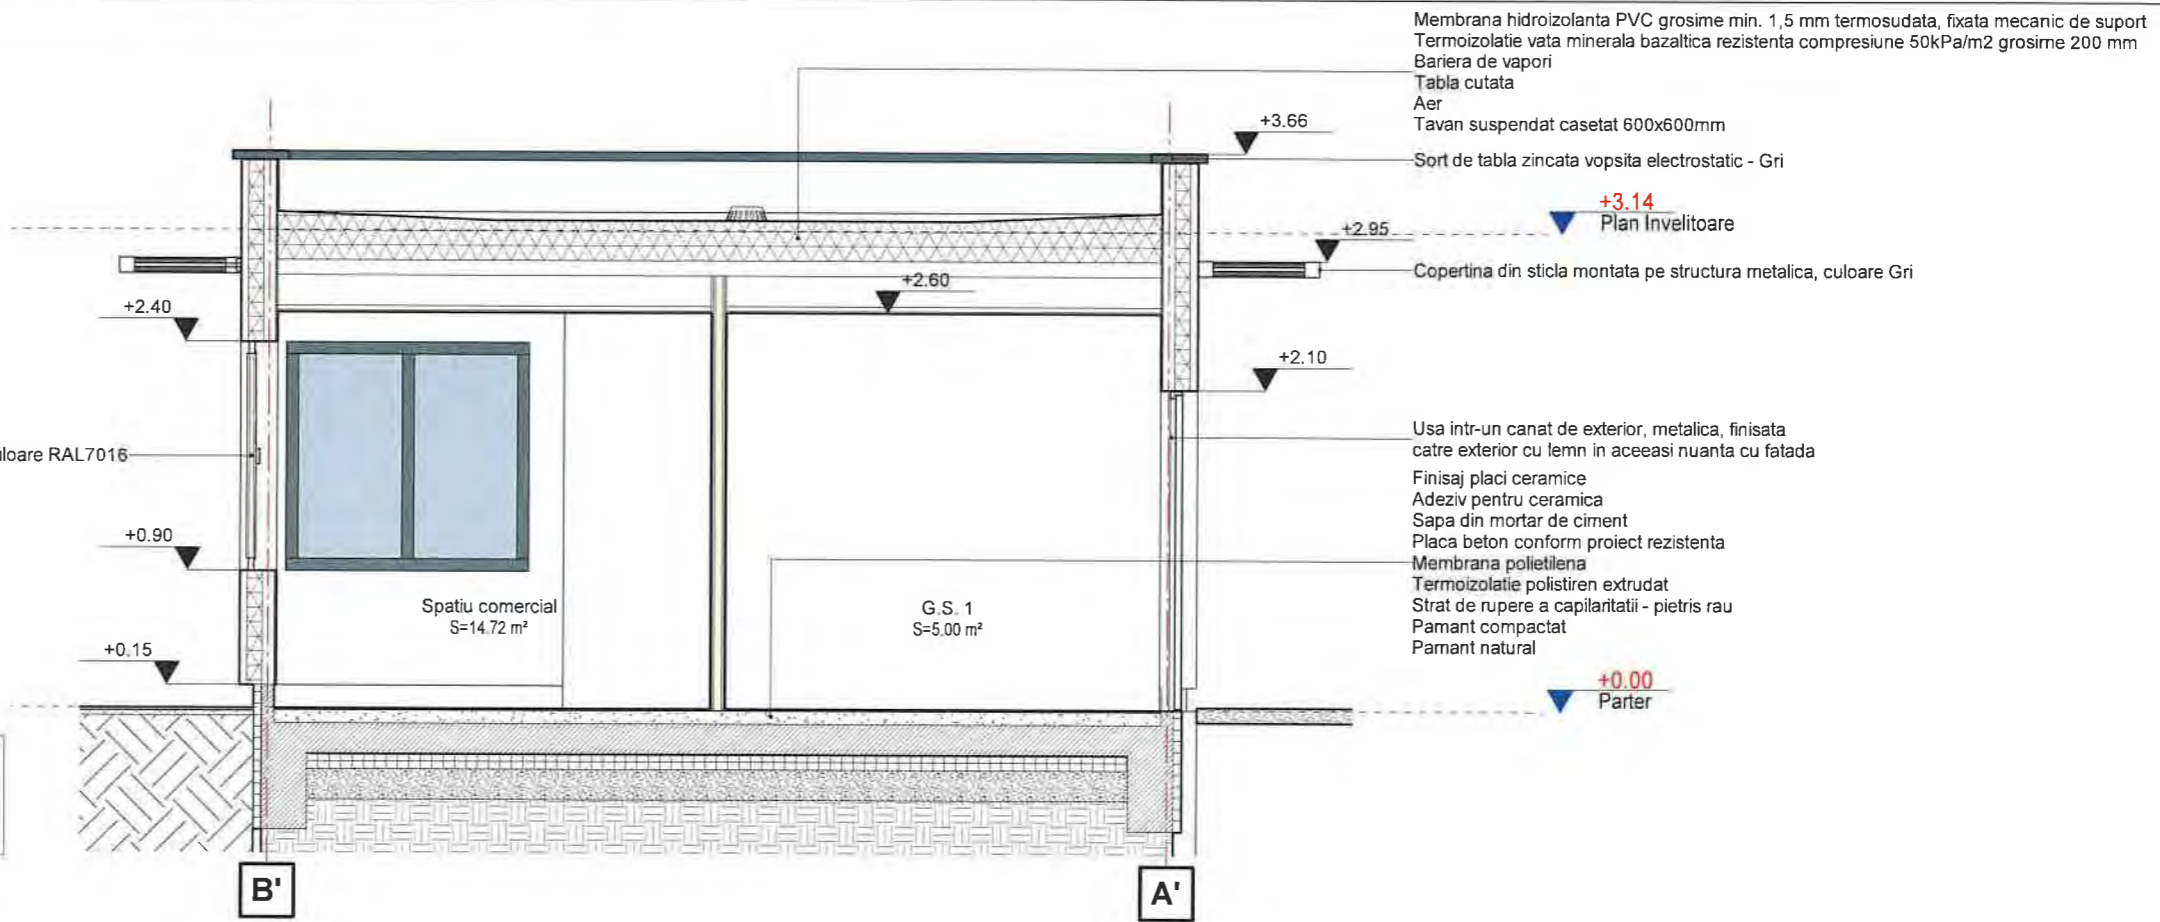 Membrana hidroizolanta PVC grosime min. 1,5 mm termosudata, fixata mecanic de suport
Termoizolatie vata minerala bazaltica rezistenta compresiune 50kPa/m2 grosime 200 mm
Bariera de vapori
Tabla cutata
Aer
Tavan suspendat casetat 600x600mm
+3.66
Sort de tabla zincata vopsita electrostatic - Gri
+3.14
Plan Invelitoare
+2.95
Copertina din sticla montata pe structura metalica, culoare Gri
+2.60
+2.40
+2.10
Usa intr-un canat de exterior, metalica, finisata
catre exterior cu lemn in aceeasi nuanta cu fatada
uloare RAL7016
Finisaj placi ceramice
Adeziv pentru ceramica
Sapa din mortar de ciment
Placa beton conform proiect rezistenta
Membrana polietilena
Termoizolatie polistiren extrudat
Strat de rupere a capilaritatii - pietris rau
Pamant compactat
Pamant natural
+0.90
Spatiu comercial
S=14.72 m²
G.S. 1
S=5.00 m²
+0.15
+0.00
Parter
B'
A'